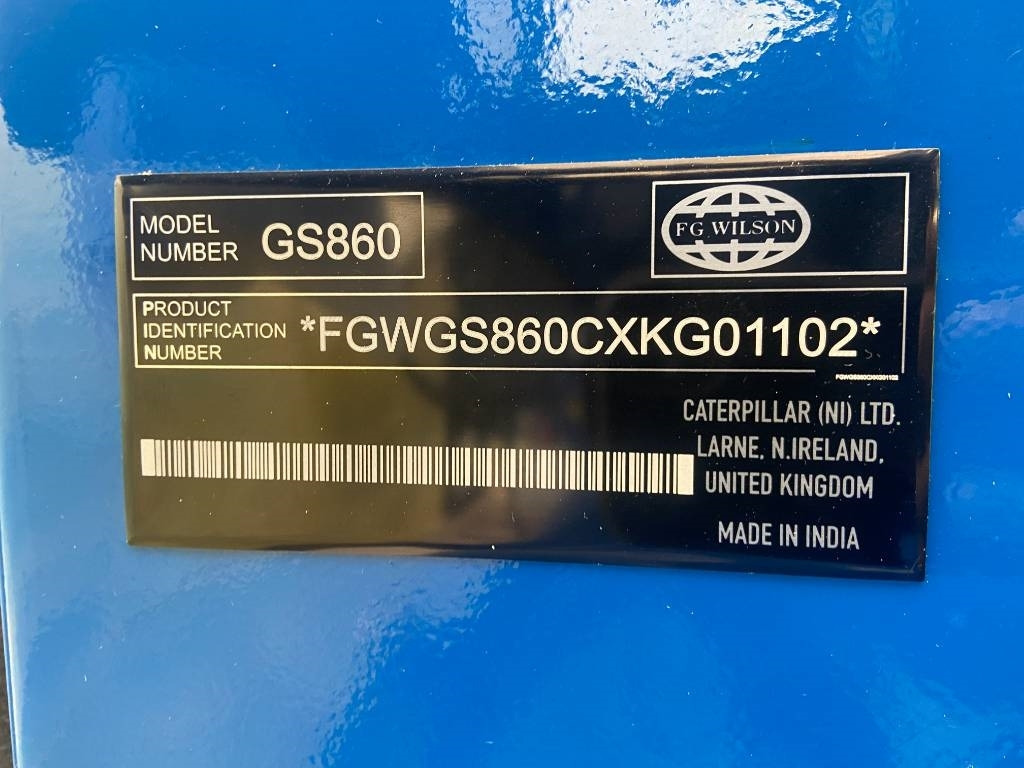 MODEL
NUMBER
GS860
FG WILSON
PRODUCT
IDENTIFICATION
NUMBER
*FGWGS860CXKG01102*
FGWGS860CXKG01102
CATERPILLAR (NI) LTD.
LARNE, N.IRELAND,
UNITED KINGDOM
MADE IN INDIA